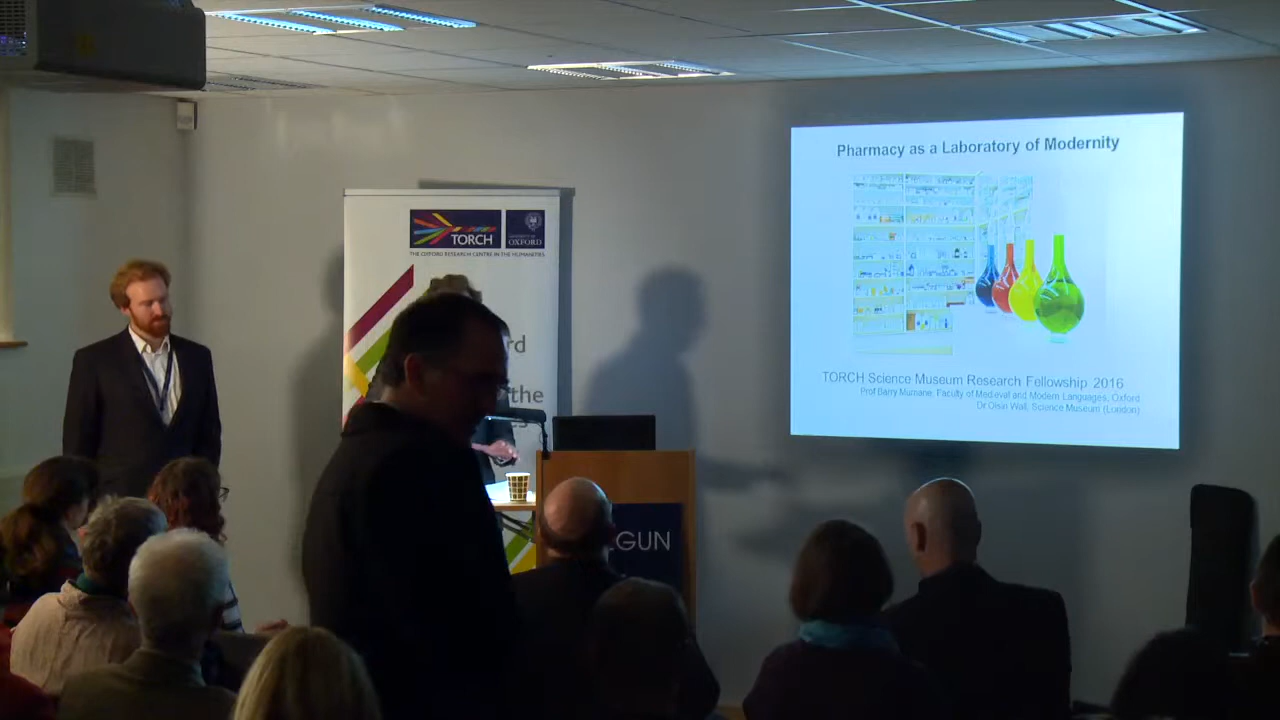 TORCH
UNIVERSITY OF
OXFORD
THE OXFORD RESEARCH CENTRE IN THE HUMANITIES
rd
the
EGUN
Pharmacy as a Laboratory of Modernity
TORCH Science Museum Research Fellowship 2016
Prof Barry Murnane, Faculty of Medieval and Modern Languages, Oxford
Dr Oisin Wall, Science Museum (London)